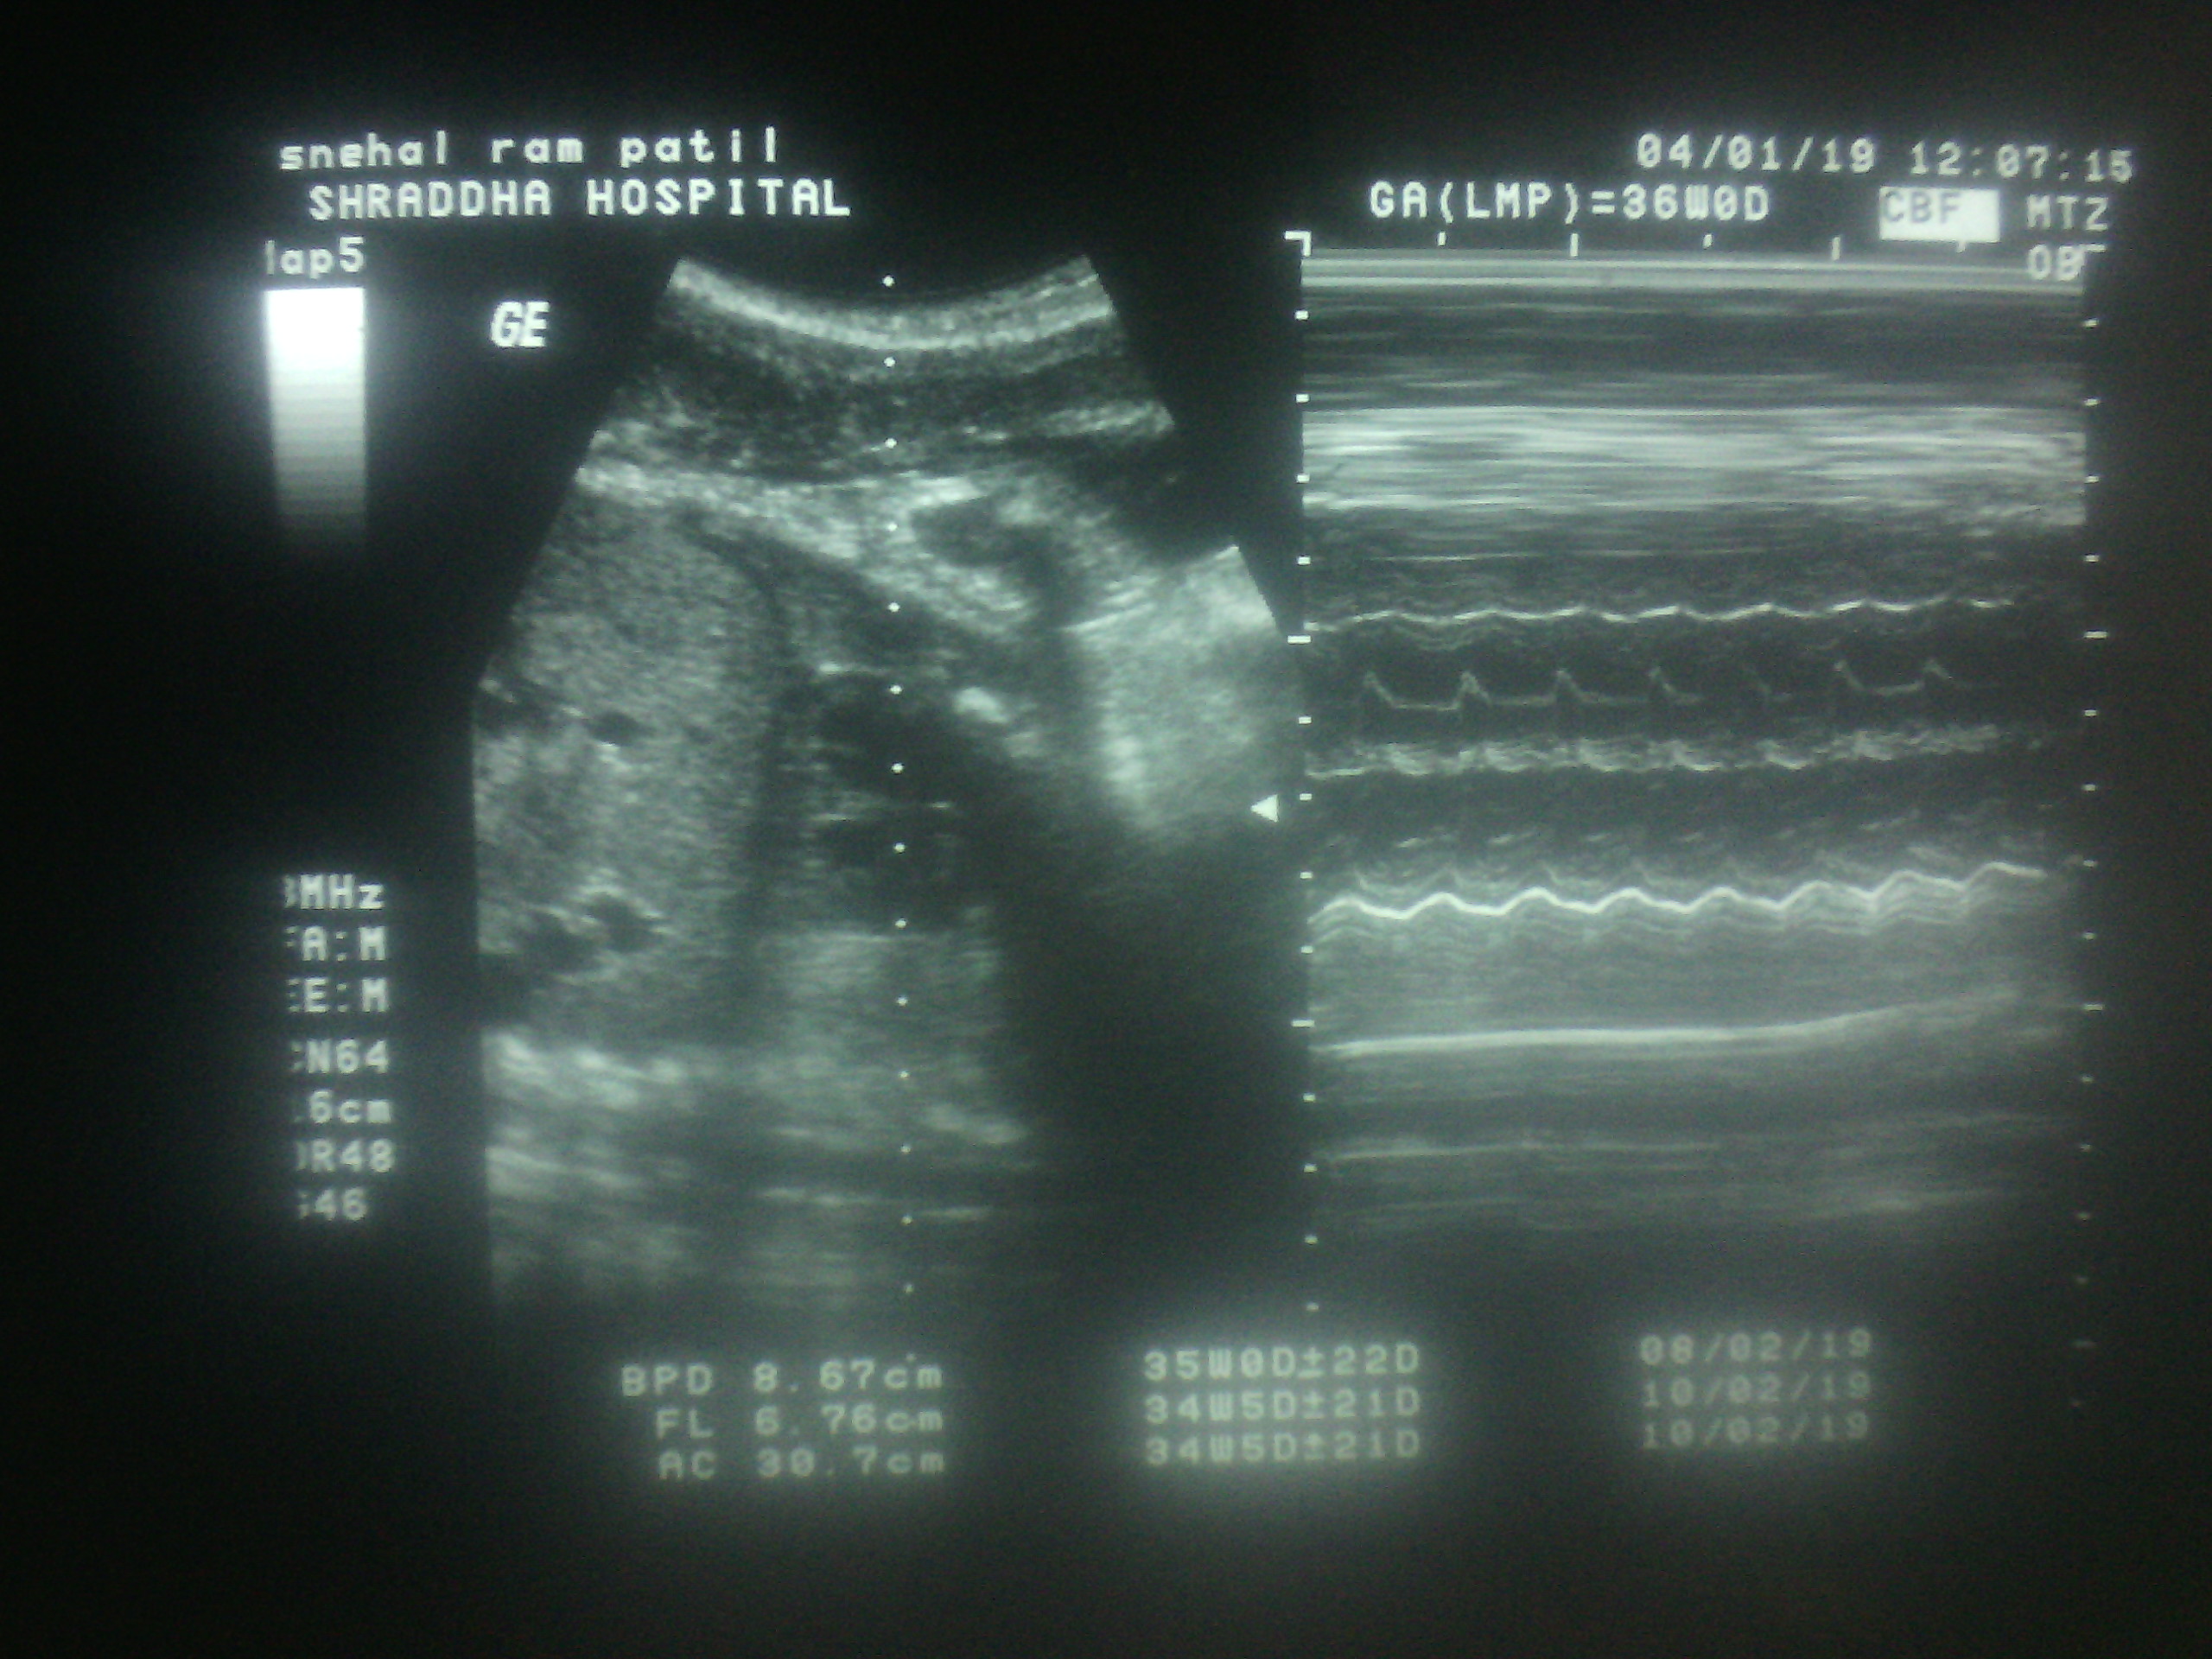 snehal ram patil
SHRADDHA HOSPITAL
04/01/19 12:07:15
GA(LMP)=36W0D
CBF MTZ
lap5
GE
MHz
A:M
E:M
N64
.6cm
R48
46
BPD 8.67cm 35W0D±22D 08/02/19
FL 6.76cm 34W5D±21D 10/02/19
AC 30.7cm 34W5D±21D 10/02/19